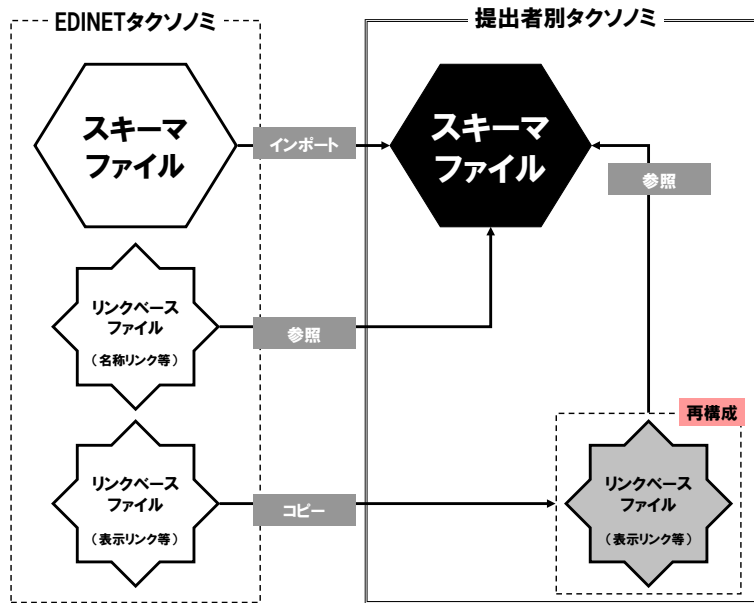 EDINETタクソノミ
提出者別タクソノミ
スキーマ
ファイル
インポート
スキーマ
ファイル
参照
リンクベース
ファイル
（名称リンク等）
参照
再構成
リンクベース
ファイル
（表示リンク等）
コピー
リンクベース
ファイル
（表示リンク等）